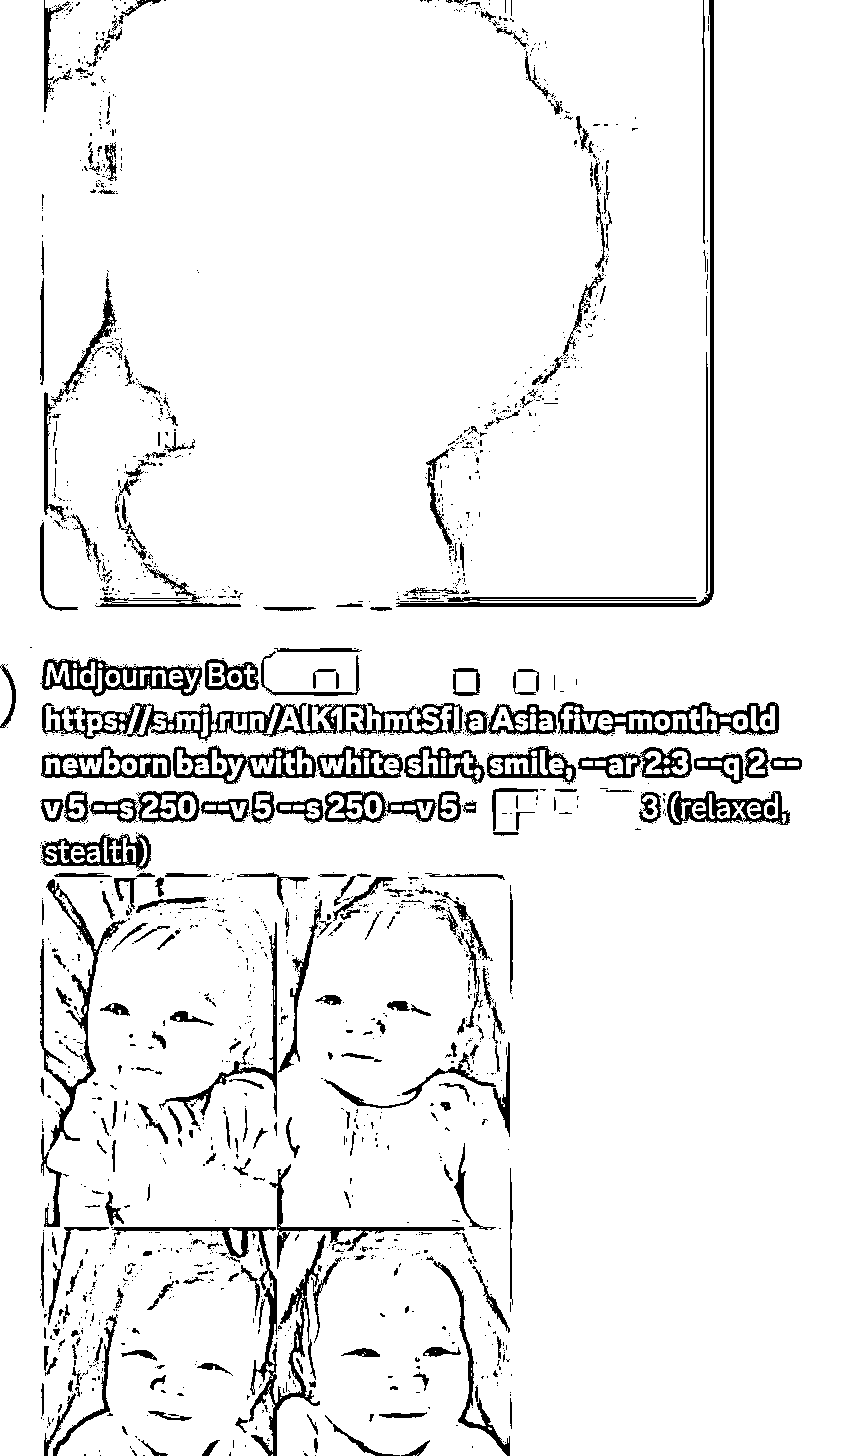 Midjourney Bot
https://s.mj.run/AlK1RhmtSfI a Asia five-month-old
newborn baby with white shirt, smile, --ar 2:3 --q 2 --
v 5 --s 250 --v 5 --s 250 --v 5 - 3 (relaxed,
stealth)